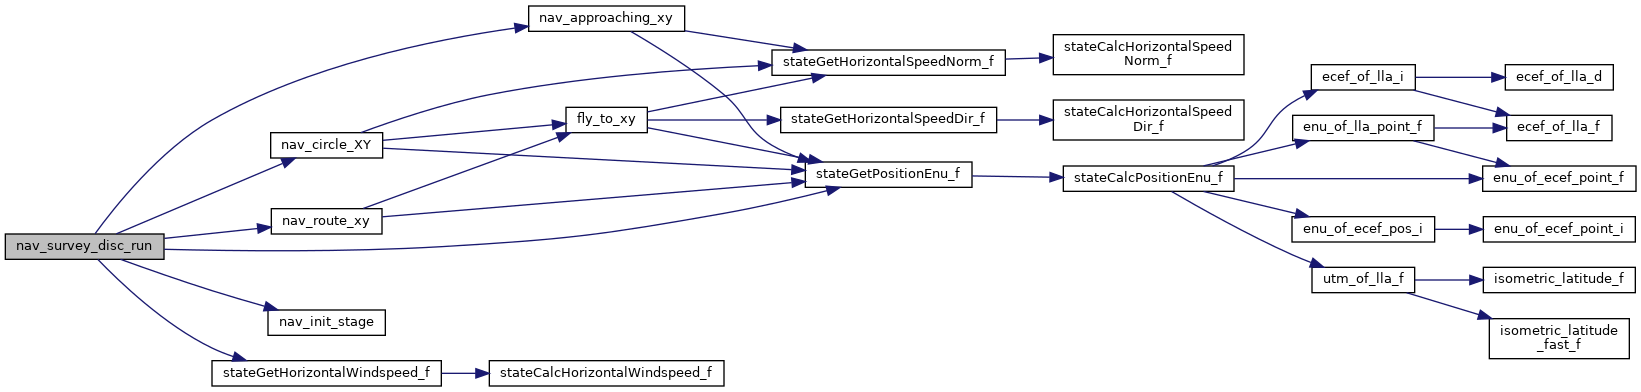 nav_survey_disc_run
nav_approaching_xy
nav_circle_XY
nav_route_xy
nav_init_stage
stateGetHorizontalWindspeed_f
fly_to_xy
stateCalcHorizontalWindspeed_f
stateGetHorizontalSpeedNorm_f
stateGetHorizontalSpeedDir_f
stateGetPositionEnu_f
stateCalcHorizontalSpeed
Norm_f
stateCalcHorizontalSpeed
Dir_f
stateCalcPositionEnu_f
ecef_of_lla_i
enu_of_lla_point_f
enu_of_ecef_pos_i
utm_of_lla_f
ecef_of_lla_d
ecef_of_lla_f
enu_of_ecef_point_f
enu_of_ecef_point_i
isometric_latitude_f
isometric_latitude
_fast_f